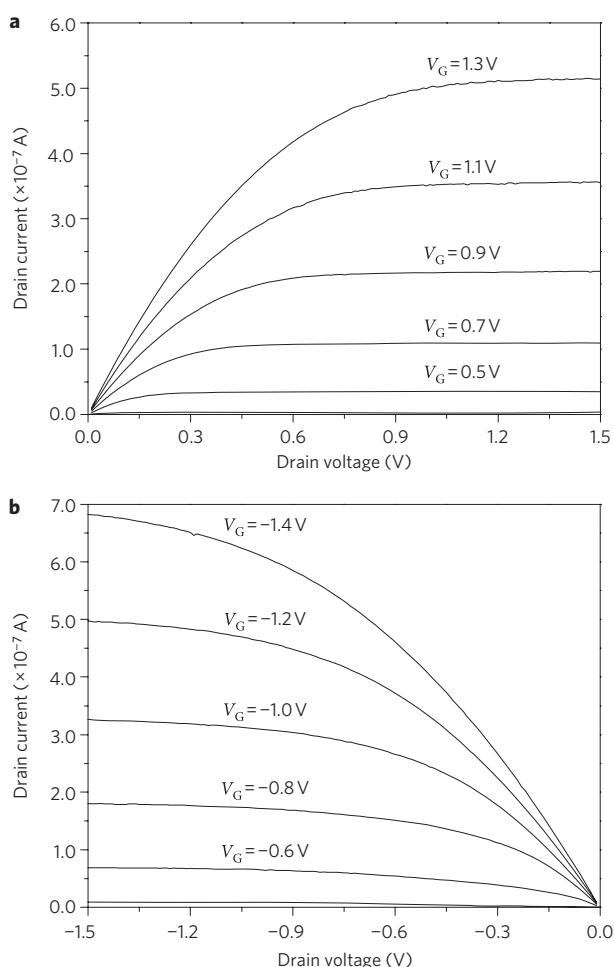 a
6.0
5.0
4.0
3.0
2.0
1.0
0.0
Drain current (×10⁻⁷ A)
V_G = 1.3 V
V_G = 1.1 V
V_G = 0.9 V
V_G = 0.7 V
V_G = 0.5 V
0.0 0.3 0.6 0.9 1.2 1.5
Drain voltage (V)
b
7.0
6.0
5.0
4.0
3.0
2.0
1.0
0.0
Drain current (×10⁻⁷ A)
V_G = −1.4 V
V_G = −1.2 V
V_G = −1.0 V
V_G = −0.8 V
V_G = −0.6 V
−1.5 −1.2 −0.9 −0.6 −0.3 0.0
Drain voltage (V)